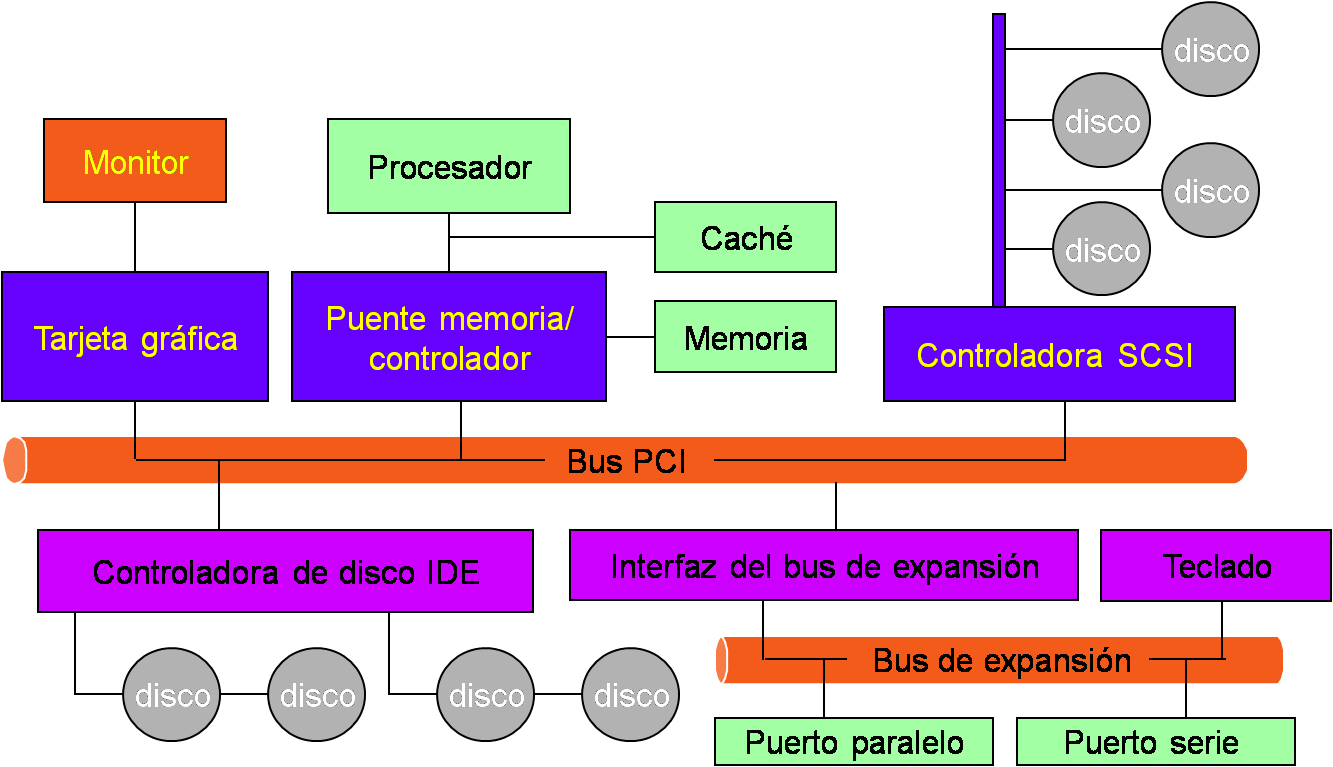 disco
disco
Monitor
Procesador
disco
Caché
disco
Tarjeta gráfica
Puente memoria/
controlador
Memoria
Controladora SCSI
Bus PCI
Controladora de disco IDE
Interfaz del bus de expansión
Teclado
Bus de expansión
disco
disco
disco
disco
Puerto paralelo
Puerto serie